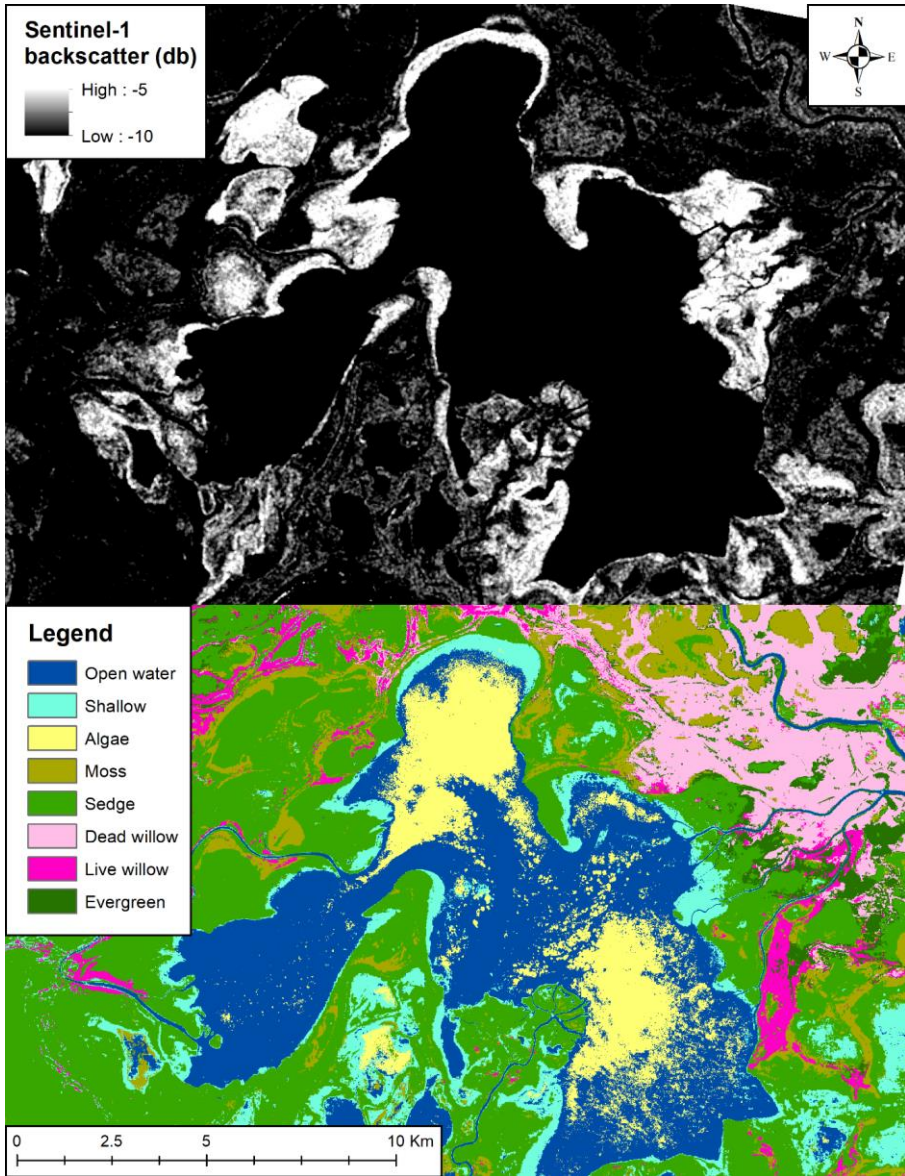 Sentinel-1
backscatter (db)
High : -5
Low : -10
N
W E
S
Legend
Open water
Shallow
Algae
Moss
Sedge
Dead willow
Live willow
Evergreen
0 2.5 5 10 Km